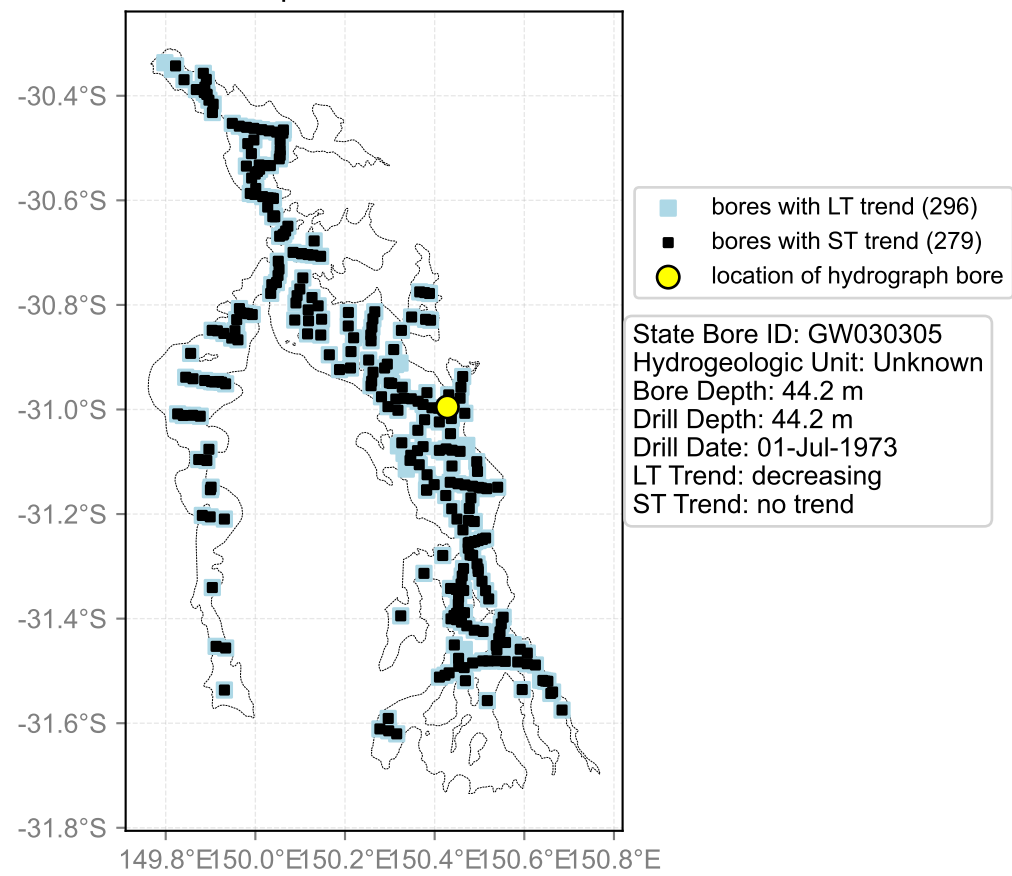 -30.4°S
-30.6°S
-30.8°S
-31.0°S
-31.2°S
-31.4°S
-31.6°S
-31.8°S
149.8°E150.0°E150.2°E150.4°E150.6°E150.8°E
bores with LT trend (296)
bores with ST trend (279)
location of hydrograph bore
State Bore ID: GW030305
Hydrogeologic Unit: Unknown
Bore Depth: 44.2 m
Drill Depth: 44.2 m
Drill Date: 01-Jul-1973
LT Trend: decreasing
ST Trend: no trend